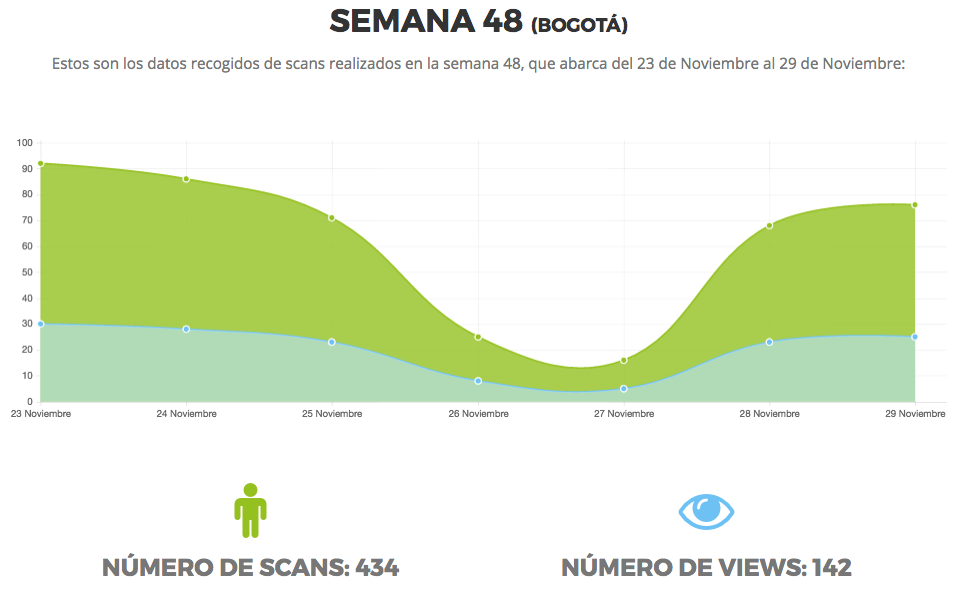 SEMANA 48 (BOGOTÁ)
Estos son los datos recogidos de scans realizados en la semana 48, que abarca del 23 de Noviembre al 29 de Noviembre:
100
90
80
70
60
50
40
30
20
10
0
23 Noviembre 24 Noviembre 25 Noviembre 26 Noviembre 27 Noviembre 28 Noviembre 29 Noviembre
NÚMERO DE SCANS: 434 NÚMERO DE VIEWS: 142